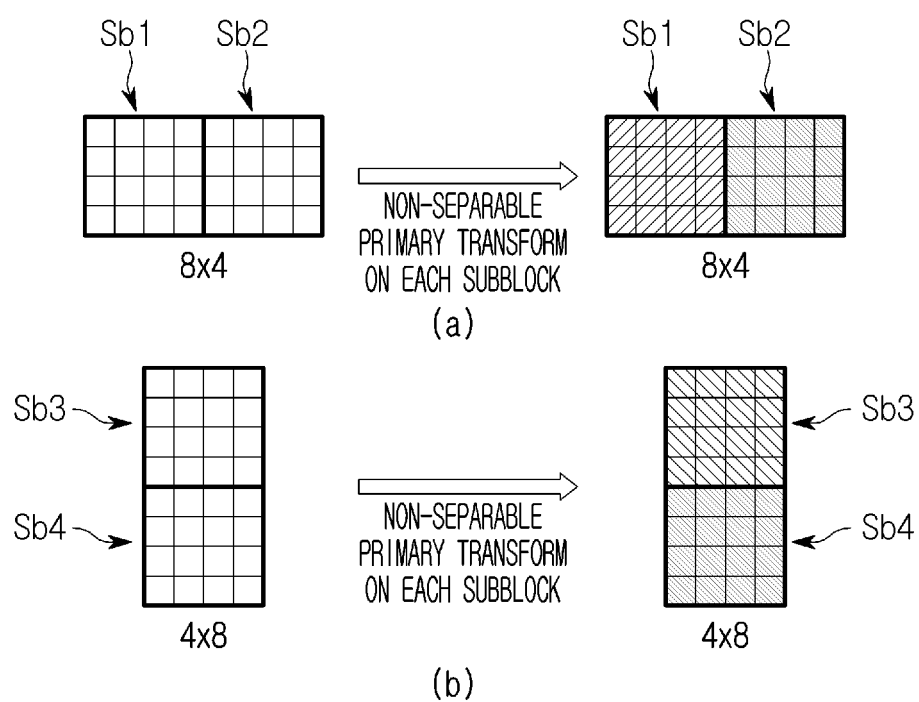 Sb1 Sb2 Sb1 Sb2
NON-SEPARABLE
PRIMARY TRANSFORM
ON EACH SUBBLOCK
8x4 8x4
(a)
Sb3 Sb3
Sb4 Sb4
NON-SEPARABLE
PRIMARY TRANSFORM
ON EACH SUBBLOCK
4x8 4x8
(b)